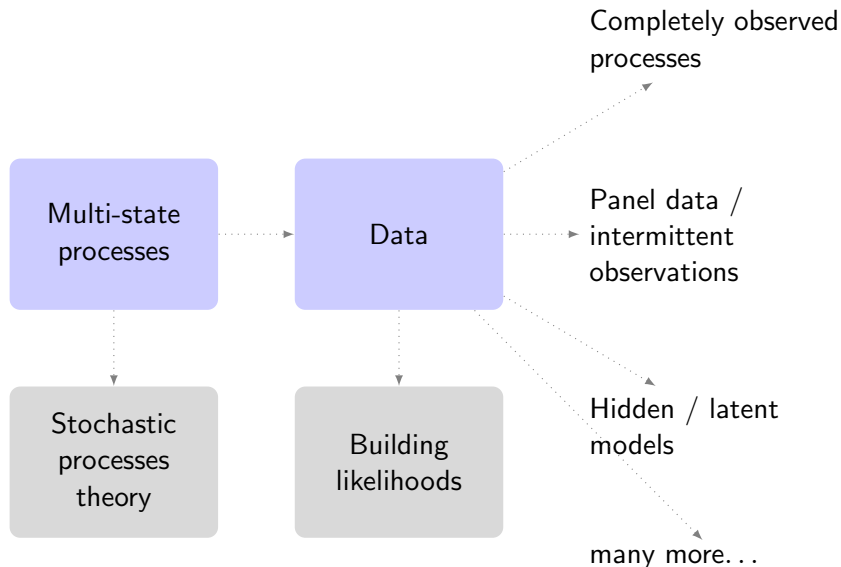 Completely observed
processes
Multi-state
processes
Data
Panel data /
intermittent
observations
Stochastic
processes
theory
Building
likelihoods
Hidden / latent
models
many more...